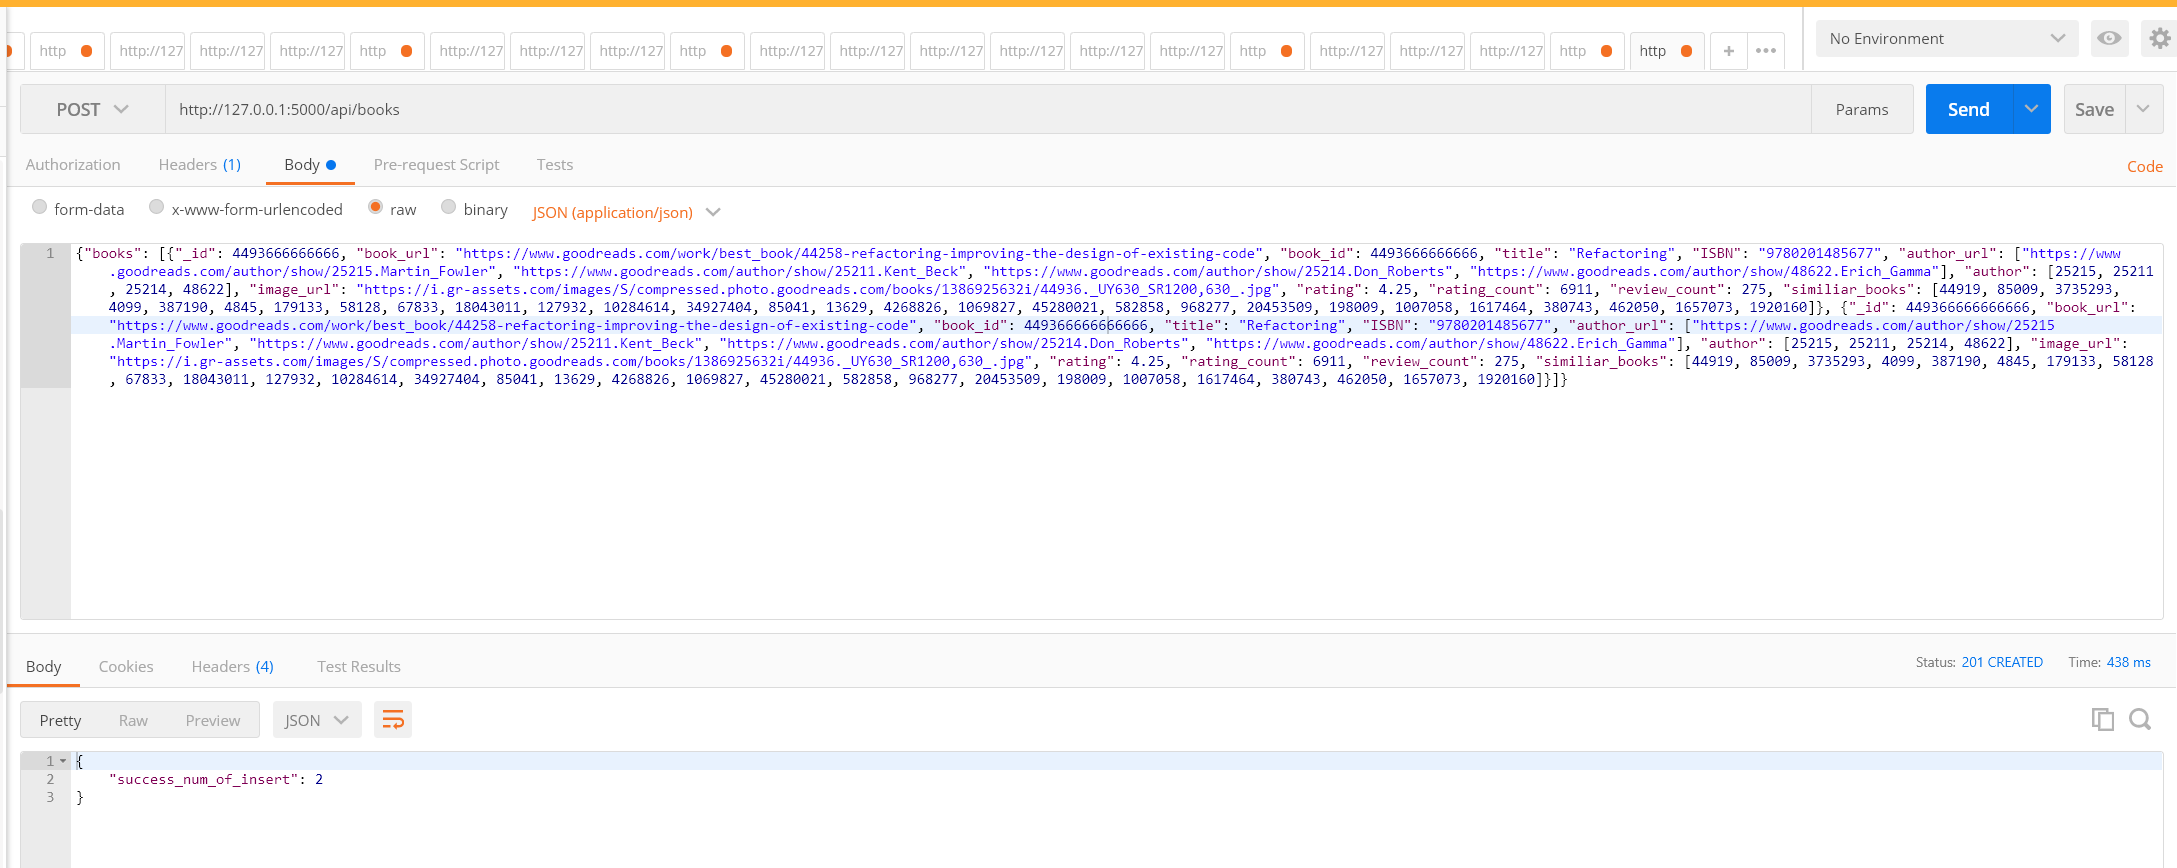 http http://127 http://127 http://127 http http://127 http://127 http://127 http http://127 http://127 http://127 http://127 http://127 http://127 http http://127 http://127 http://127 http http + ••• No Environment
POST http://127.0.0.1:5000/api/books Params Send Save
Authorization Headers (1) Body Pre-request Script Tests Code
form-data x-www-form-urlencoded raw binary JSON (application/json)
1 {"books": [{"_id": 4493666666666, "book_url": "https://www.goodreads.com/work/best_book/44258-refactoring-improving-the-design-of-existing-code", "book_id": 4493666666666, "title": "Refactoring", "ISBN": "9780201485677", "author_url": ["https://www
.goodreads.com/author/show/25215.Martin_Fowler", "https://www.goodreads.com/author/show/25211.Kent_Beck", "https://www.goodreads.com/author/show/25214.Don_Roberts", "https://www.goodreads.com/author/show/48622.Erich_Gamma"], "author": [25215, 25211
, 25214, 48622], "image_url": "https://i.gr-assets.com/images/S/compressed.photo.goodreads.com/books/1386925632i/44936._UY630_SR1200,630_.jpg", "rating": 4.25, "rating_count": 6911, "review_count": 275, "similiar_books": [44919, 85009, 3735293,
4099, 387190, 4845, 179133, 58128, 67833, 18043011, 127932, 10284614, 34927404, 85041, 13629, 4268826, 1069827, 45280021, 582858, 968277, 20453509, 198009, 1007058, 1617464, 380743, 462050, 1657073, 1920160]}, {"_id": 449366666666666, "book_url":
"https://www.goodreads.com/work/best_book/44258-refactoring-improving-the-design-of-existing-code", "book_id": 449366666666666, "title": "Refactoring", "ISBN": "9780201485677", "author_url": ["https://www.goodreads.com/author/show/25215
.Martin_Fowler", "https://www.goodreads.com/author/show/25211.Kent_Beck", "https://www.goodreads.com/author/show/25214.Don_Roberts", "https://www.goodreads.com/author/show/48622.Erich_Gamma"], "author": [25215, 25211, 25214, 48622], "image_url":
"https://i.gr-assets.com/images/S/compressed.photo.goodreads.com/books/1386925632i/44936._UY630_SR1200,630_.jpg", "rating": 4.25, "rating_count": 6911, "review_count": 275, "similiar_books": [44919, 85009, 3735293, 4099, 387190, 4845, 179133, 58128
, 67833, 18043011, 127932, 10284614, 34927404, 85041, 13629, 4268826, 1069827, 45280021, 582858, 968277, 20453509, 198009, 1007058, 1617464, 380743, 462050, 1657073, 1920160]}]}
Body Cookies Headers (4) Test Results Status: 201 CREATED Time: 438 ms
Pretty Raw Preview JSON
1 {
2 "success_num_of_insert": 2
3 }